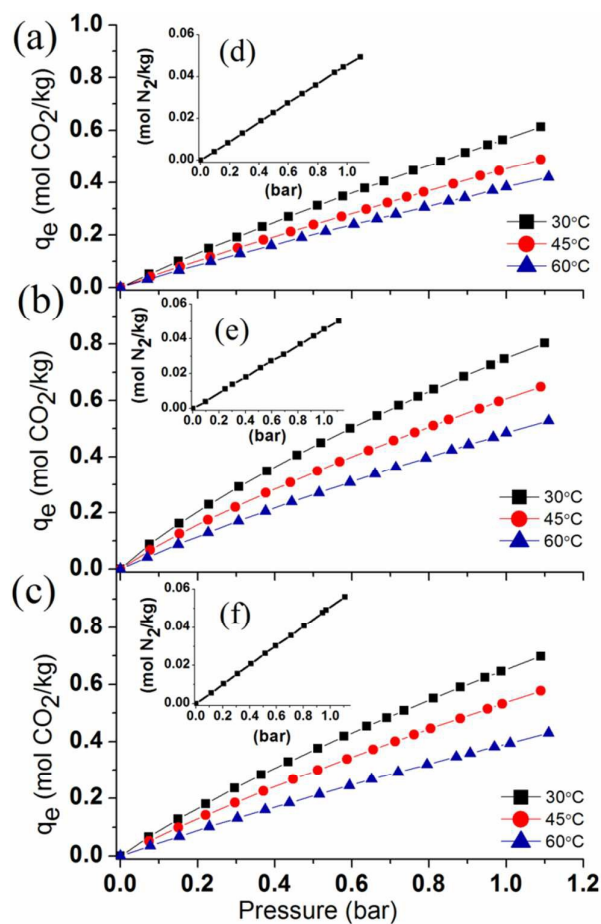 (a)
(d)
(mol N2/kg)
0.06
0.04
0.02
0.00
0.0 0.2 0.4 0.6 0.8 1.0
(bar)
qe (mol CO2/kg)
1.0
0.8
0.6
0.4
0.2
0.0
30°C
45°C
60°C
(b)
(e)
(mol N2/kg)
0.06
0.04
0.02
0.00
0.0 0.2 0.4 0.6 0.8 1.0
(bar)
qe (mol CO2/kg)
0.8
0.6
0.4
0.2
0.0
30°C
45°C
60°C
(c)
(f)
(mol N2/kg)
0.06
0.04
0.02
0.00
0.0 0.2 0.4 0.6 0.8 1.0
(bar)
qe (mol CO2/kg)
0.8
0.6
0.4
0.2
0.0
30°C
45°C
60°C
0.0 0.2 0.4 0.6 0.8 1.0 1.2
Pressure (bar)